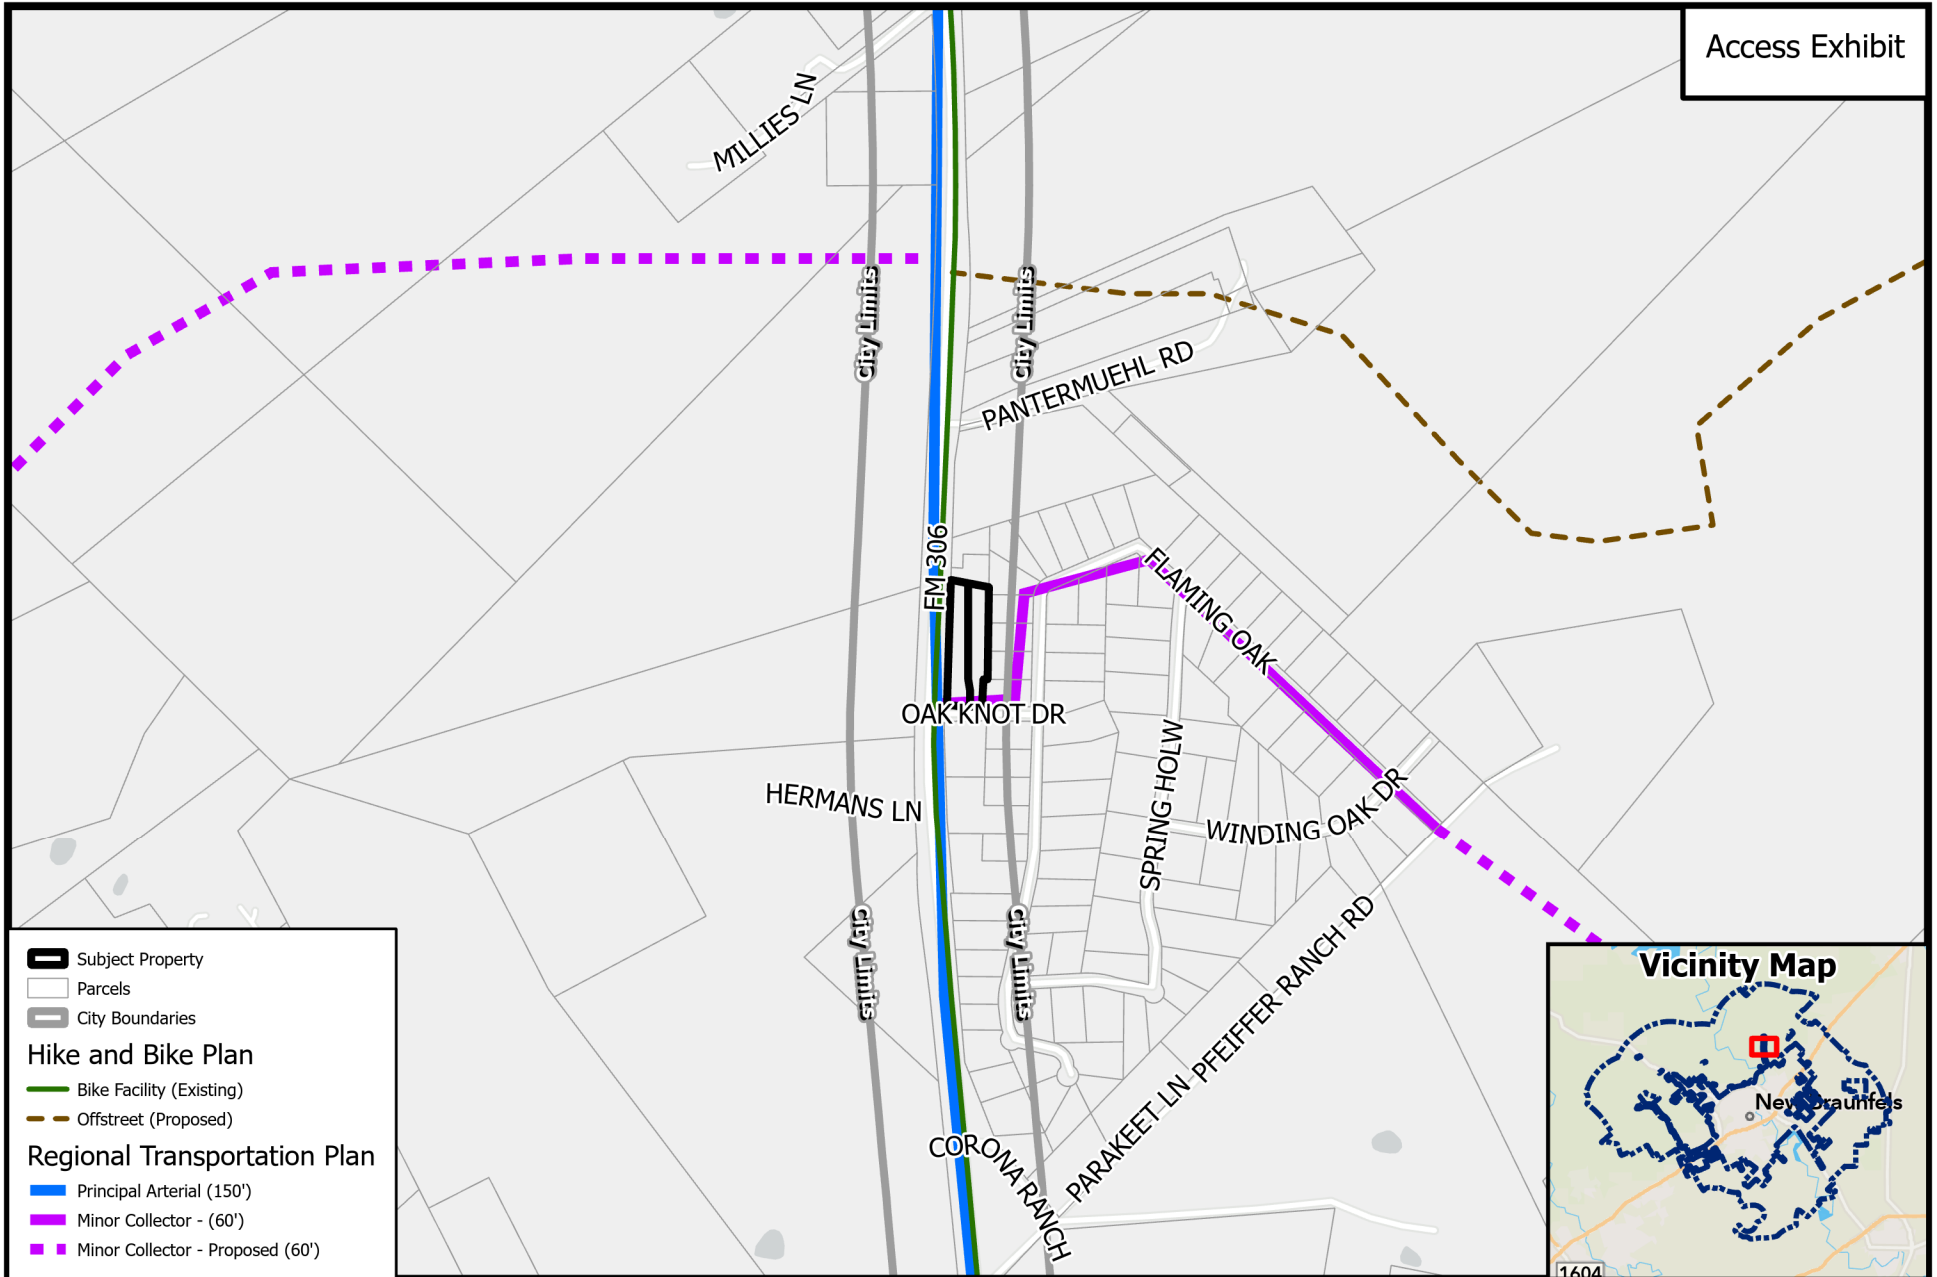 Access Exhibit
MILLIES LN
City Limits
City Limits
PANTERMUEHL RD
FM 306
FLAMING OAK
OAK KNOT DR
HERMANS LN
SPRING HOLW
WINDING OAK DR
City Limits
City Limits
PFEIFFER RANCH RD
PARAKEET LN
CORONA RANCH
Subject Property
Parcels
City Boundaries
Hike and Bike Plan
Bike Facility (Existing)
Offstreet (Proposed)
Regional Transportation Plan
Principal Arterial (150')
Minor Collector - (60')
Minor Collector - Proposed (60')
Vicinity Map
New Braunfels
1604